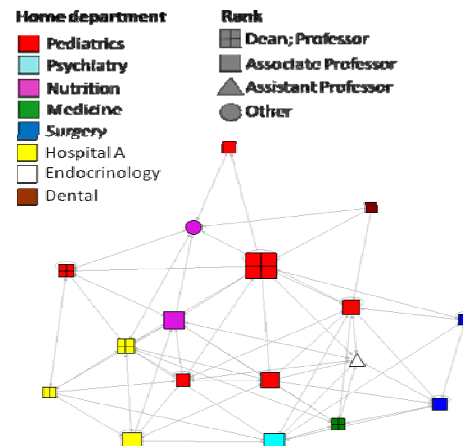 Home department
Pediatrics
Psychiatry
Nutrition
Medicine
Surgery
Hospital A
Endocrinology
Dental
Rank
Dean; Professor
Associate Professor
Assistant Professor
Other